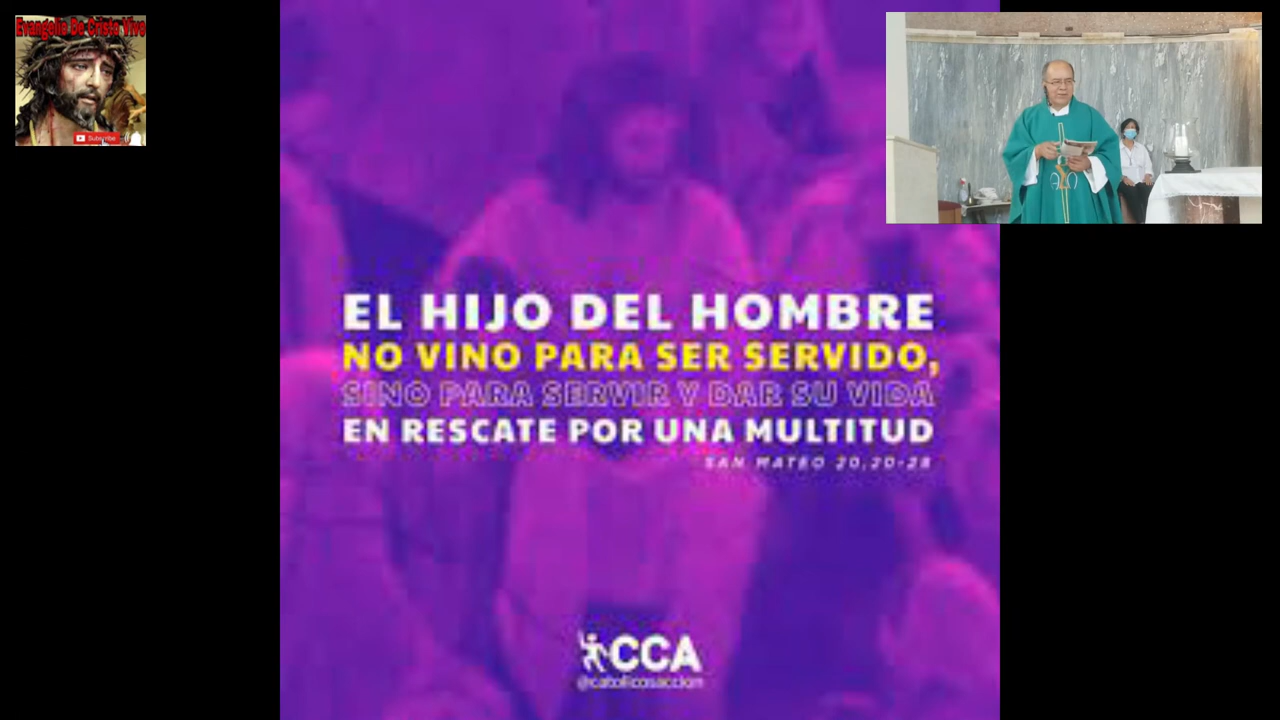 Evangelio De Cristo Vivo
Subscribe
EL HIJO DEL HOMBRE
NO VINO PARA SER SERVIDO,
SINO PARA SERVIR Y DAR SU VIDA
EN RESCATE POR UNA MULTITUD
SAN MATEO 20,20-28
CCA
@catolicosaccion